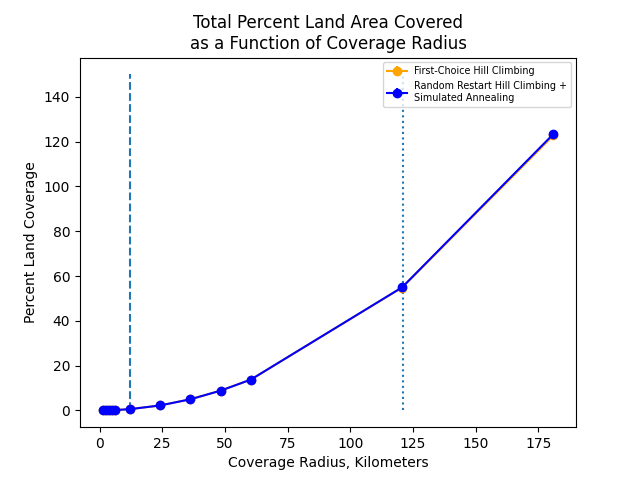 Total Percent Land Area Covered
as a Function of Coverage Radius
First-Choice Hill Climbing
Random Restart Hill Climbing +
Simulated Annealing
140
120
100
80
60
40
20
0
Percent Land Coverage
0 25 50 75 100 125 150 175
Coverage Radius, Kilometers